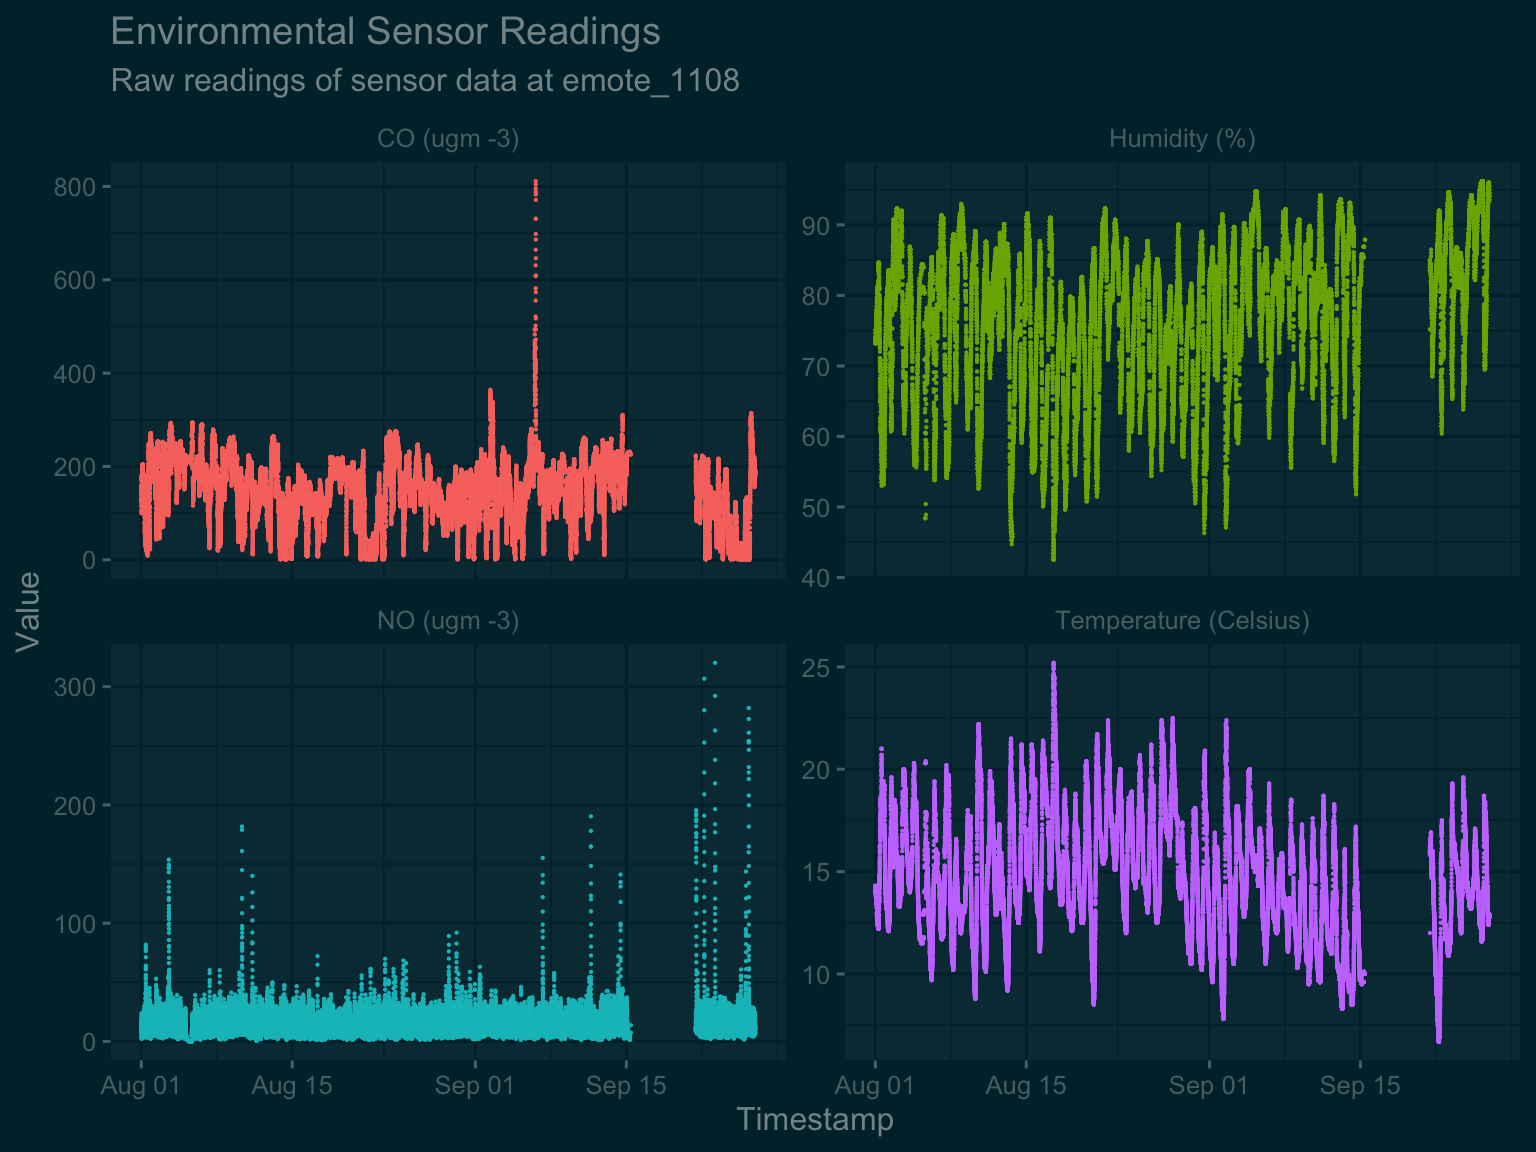 Environmental Sensor Readings
Raw readings of sensor data at emote_1108
CO (ugm -3)
Humidity (%)
800
600
400
200
0
90
80
70
60
50
40
Value
NO (ugm -3)
Temperature (Celsius)
300
200
100
0
25
20
15
10
Aug 01 Aug 15 Sep 01 Sep 15
Aug 01 Aug 15 Sep 01 Sep 15
Timestamp